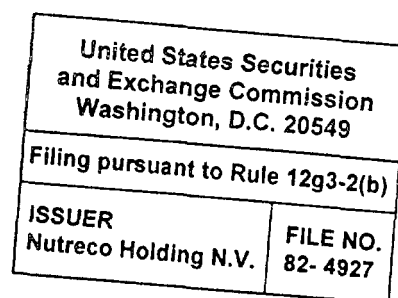 United States Securities
and Exchange Commission
Washington, D.C. 20549
Filing pursuant to Rule 12g3-2(b)
ISSUER
Nutreco Holding N.V.
FILE NO.
82- 4927